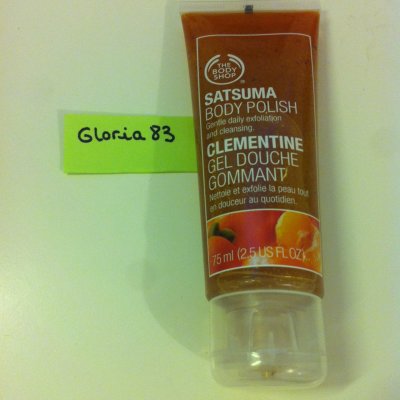 Gloria 83
THE
BODY
SHOP
SATSUMA
BODY POLISH
Gentle daily exfoliation
and cleansing.
CLEMENTINE
GEL DOUCHE
GOMMANT
Nettoie et exfolie la peau tout
en douceur au quotidien.
75 ml (2.5 US FL.OZ)